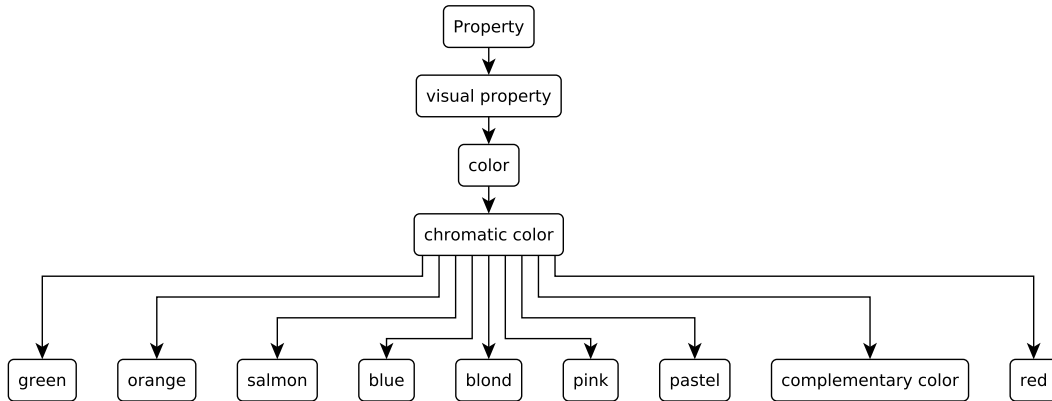 Property
visual property
color
chromatic color
green orange salmon blue blond pink pastel complementary color red